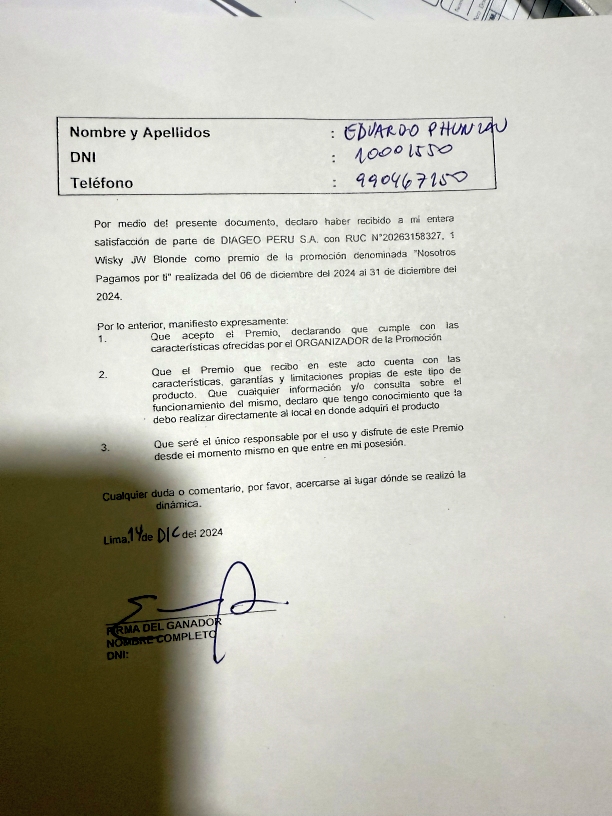 Nombre y Apellidos : EDUARDO PHUN
DNI : 10001550
Teléfono : 990467150
Por medio del presente documento, declaro haber recibido a mi entera
satisfacción de parte de DIAGEO PERU S.A. con RUC N°20263158327, 1
Wisky JW Blonde como premio de la promoción denominada "Nosotros
Pagamos por ti" realizada del 06 de diciembre del 2024 al 31 de diciembre del
2024.
Por lo anterior, manifiesto expresamente:
1. Que acepto el Premio, declarando que cumple con las
características ofrecidas por el ORGANIZADOR de la Promoción
2. Que el Premio que recibo en este acto cuenta con las
características, garantías y limitaciones propias de este tipo de
producto. Que cualquier información y/o consulta sobre el
funcionamiento del mismo, declaro que tengo conocimiento que la
debo realizar directamente al local en donde adquirí el producto
3. Que seré el único responsable por el uso y disfrute de este Premio
desde el momento mismo en que entre en mi posesión.
Cualquier duda o comentario, por favor, acercarse al lugar dónde se realizó la
dinámica.
Lima, 14 de DIC del 2024
FIRMA DEL GANADOR
NOMBRE COMPLETO
DNI: